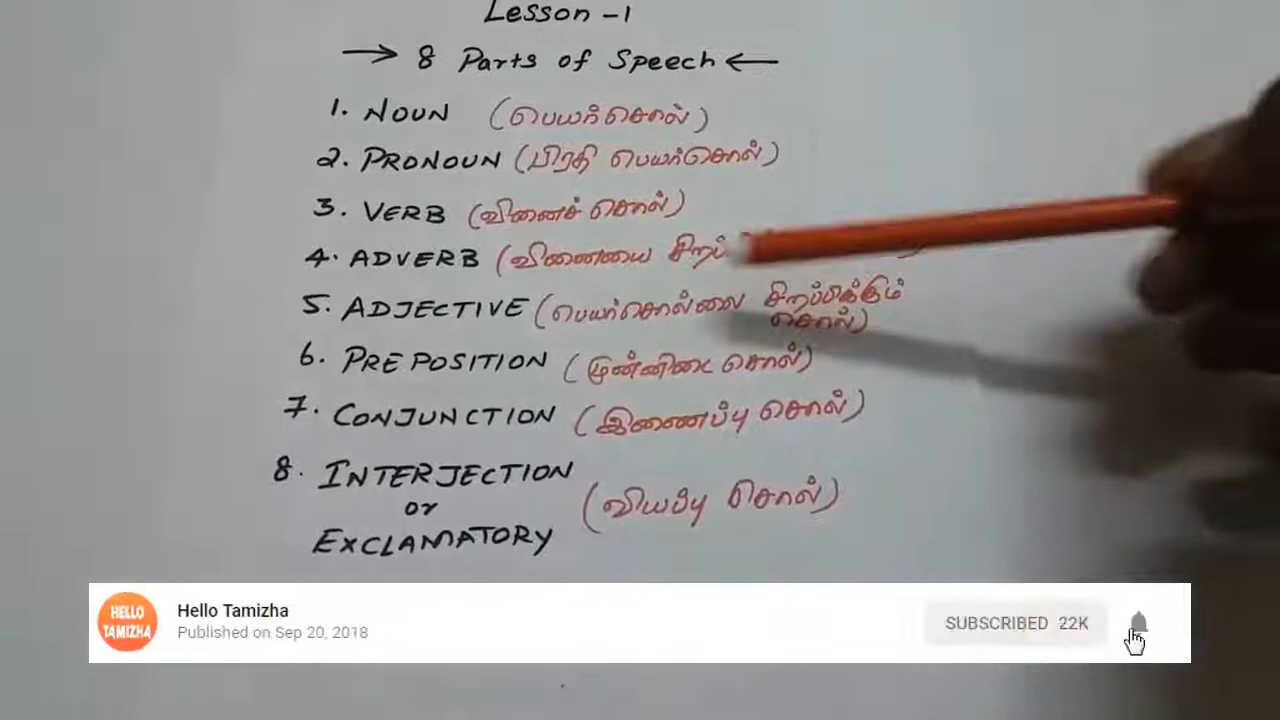 Lesson -1
→ 8 Parts of Speech ←
1. NOUN (பெயர்சொல்)
2. PRONOUN (பிரதி பெயர்சொல்)
3. VERB (வினைச் சொல்)
4. ADVERB (வினையை
5. ADJECTIVE (பெயர்சொல்லை சிறப்பிக்கும்
சொல்)
6. PREPOSITION (முன்னிடை சொல்)
7. CONJUNCTION (இணைப்பு சொல்)
8. INTERJECTION
or
EXCLAMATORY
(வியப்பு சொல்)
HELLO
TAMIZHA
Hello Tamizha
Published on Sep 20, 2018
SUBSCRIBED 22K